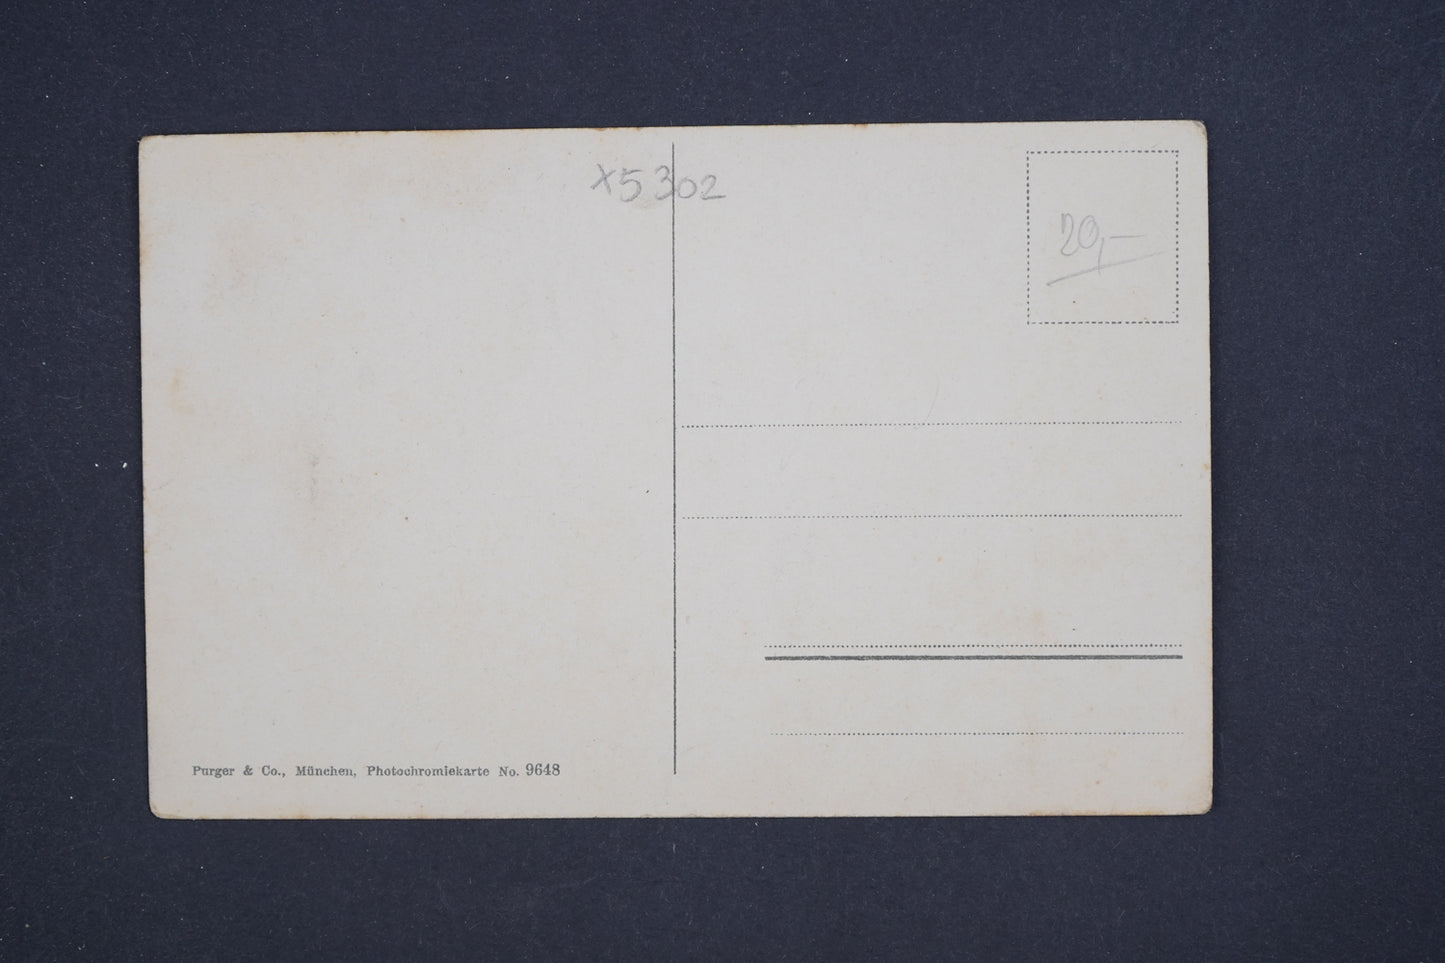 x5302
20,—
Purger & Co., München, Photochromiekarte No. 9648